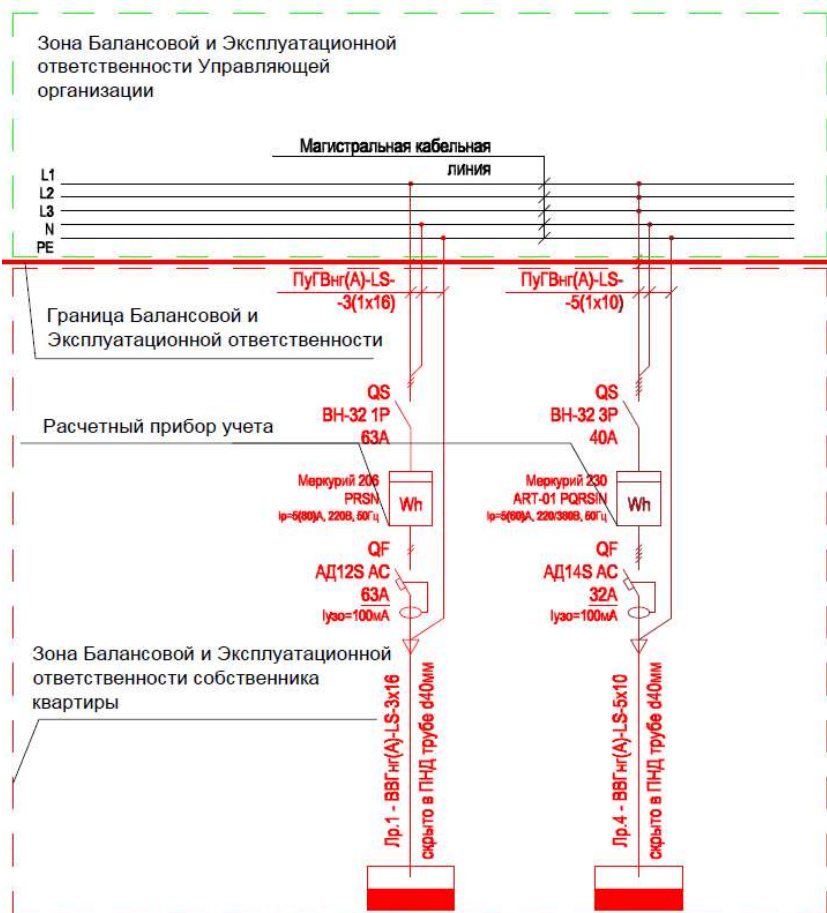 Зона Балансовой и Эксплуатационной
ответственности Управляющей
организации
Магистральная кабельная
линия
L1
L2
L3
N
PE
ПуГВнг(А)-LS-
-3(1х16)
ПуГВнг(А)-LS-
-5(1х10)
Граница Балансовой и
Эксплуатационной ответственности
QS
ВН-32 1Р
63А
QS
ВН-32 3Р
40А
Расчетный прибор учета
Меркурий 206
PRSN
Iр=5(80)А, 220В, 50Гц
Wh
Меркурий 230
ART-01 PQRSIN
Iр=5(60)А, 220/380В, 50Гц
Wh
QF
АД12S АС
63А
Iузо=100мА
QF
АД14S АС
32А
Iузо=100мА
Зона Балансовой и Эксплуатационной
ответственности собственника
квартиры
Лр.1 - ВВГнг(А)-LS-3х16
скрыто в ПНД трубе d40мм
Лр.4 - ВВГнг(А)-LS-5х10
скрыто в ПНД трубе d40мм